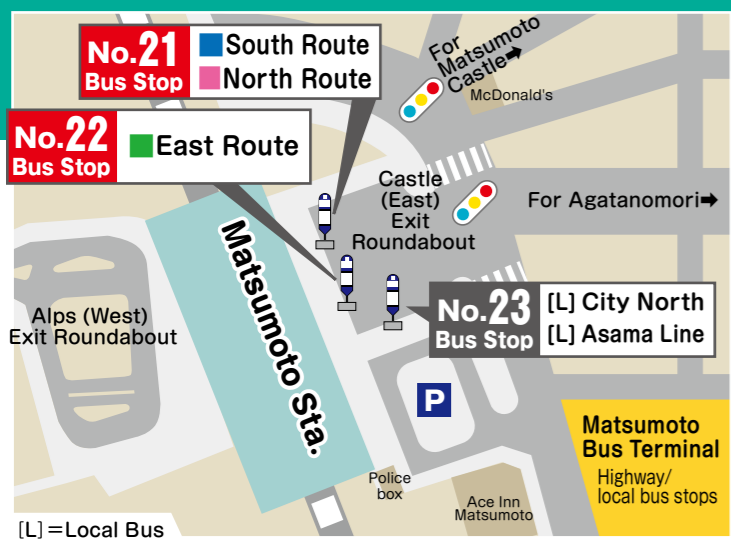 No.21
Bus Stop
South Route
North Route
No.22
Bus Stop
East Route
For
Matsumoto
Castle➡
McDonald's
Castle
(East)
Exit
Roundabout
For Agatanomori➡
Matsumoto Sta.
Alps (West)
Exit Roundabout
No.23
Bus Stop
[L] City North
[L] Asama Line
P
Matsumoto
Bus Terminal
Highway/
local bus stops
Police
box
Ace Inn
Matsumoto
[L]=Local Bus